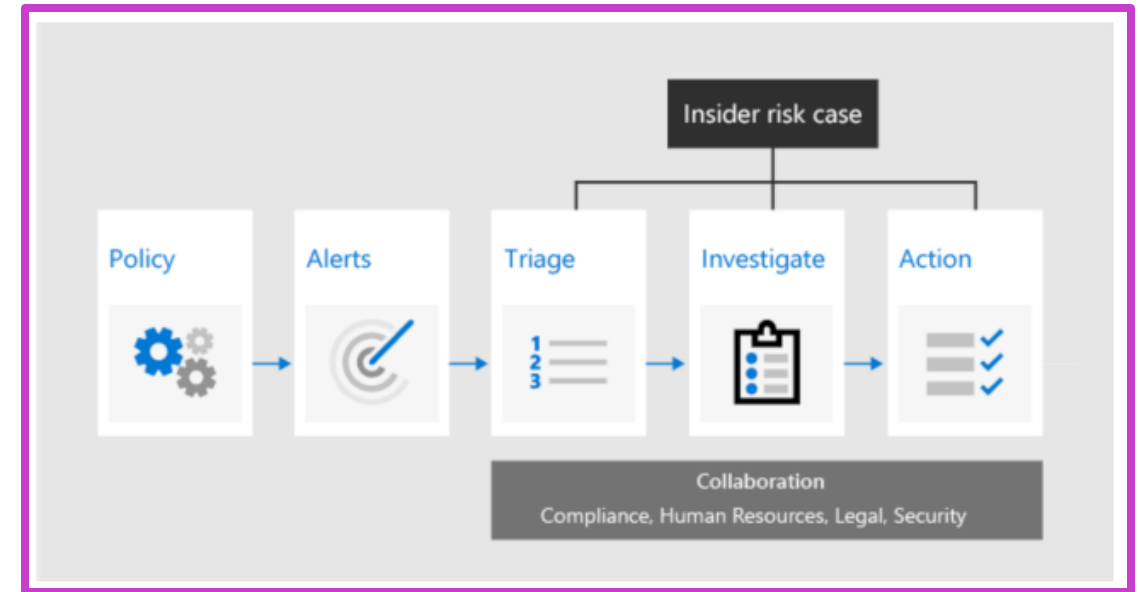 Insider risk case
Policy
Alerts
Triage
Investigate
Action
1
2
3
Collaboration
Compliance, Human Resources, Legal, Security